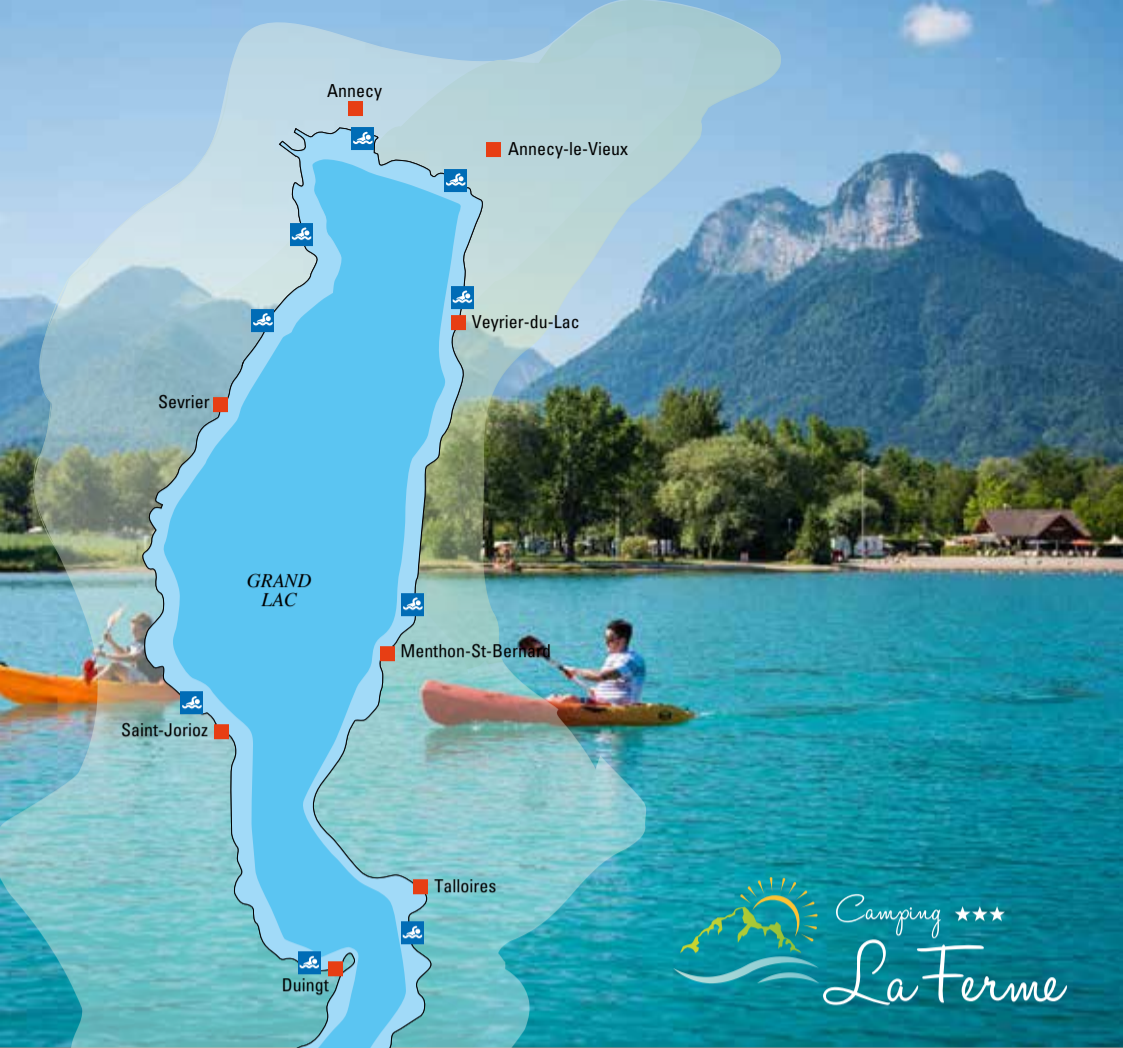 Annecy
Annecy-le-Vieux
Veyrier-du-Lac
Sevrier
GRAND
LAC
Menthon-St-Bernard
Saint-Jorioz
Talloires
Duingt
Camping ★★★
La Ferme